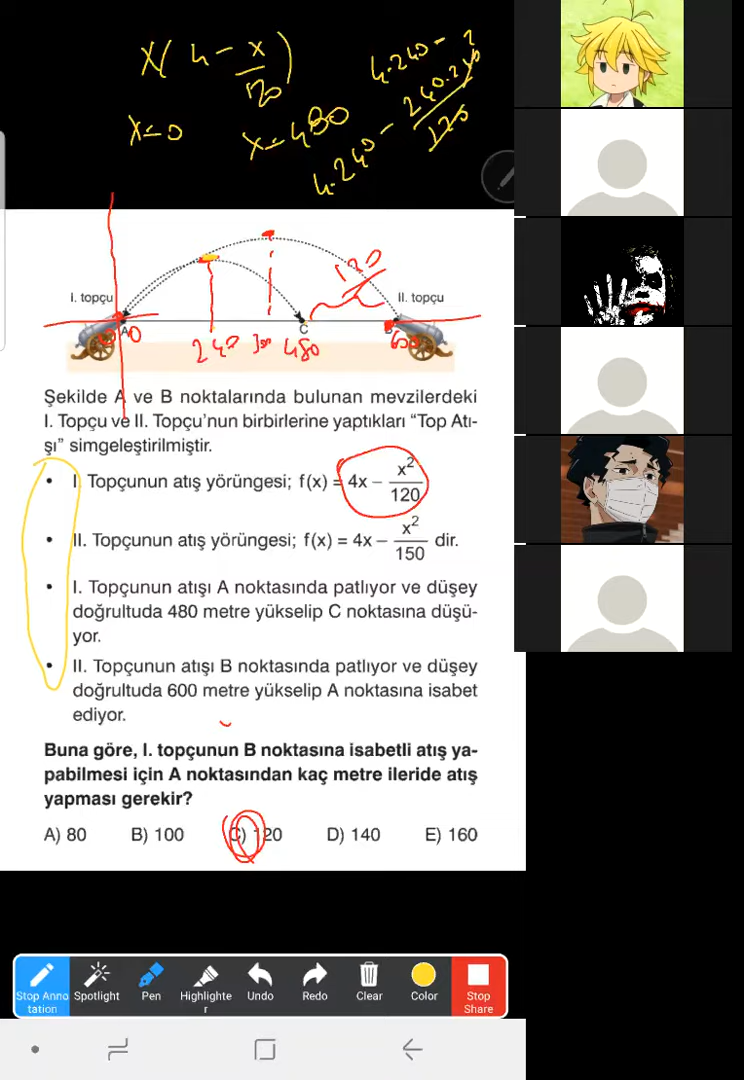 x(4 - x/120)
4.240 -
x=0
x=480
4.240 - 240.240/120
I. topçu
II. topçu
120
A
C
0
240
300
480
600
Şekilde A ve B noktalarında bulunan mevzilerdeki
I. Topçu ve II. Topçu'nun birbirlerine yaptıkları "Top Atı-
şı" simgeleştirilmiştir.
• I. Topçunun atış yörüngesi; f(x) = 4x - x²/120
• II. Topçunun atış yörüngesi; f(x) = 4x - x²/150 dir.
• I. Topçunun atışı A noktasında patlıyor ve düşey
doğrultuda 480 metre yükselip C noktasına düşü-
yor.
• II. Topçunun atışı B noktasında patlıyor ve düşey
doğrultuda 600 metre yükselip A noktasına isabet
ediyor.
Buna göre, I. topçunun B noktasına isabetli atış ya-
pabilmesi için A noktasından kaç metre ileride atış
yapması gerekir?
A) 80 B) 100 C) 120 D) 140 E) 160
Stop Anno
tation
Spotlight
Pen
Highlighte
r
Undo
Redo
Clear
Color
Stop
Share